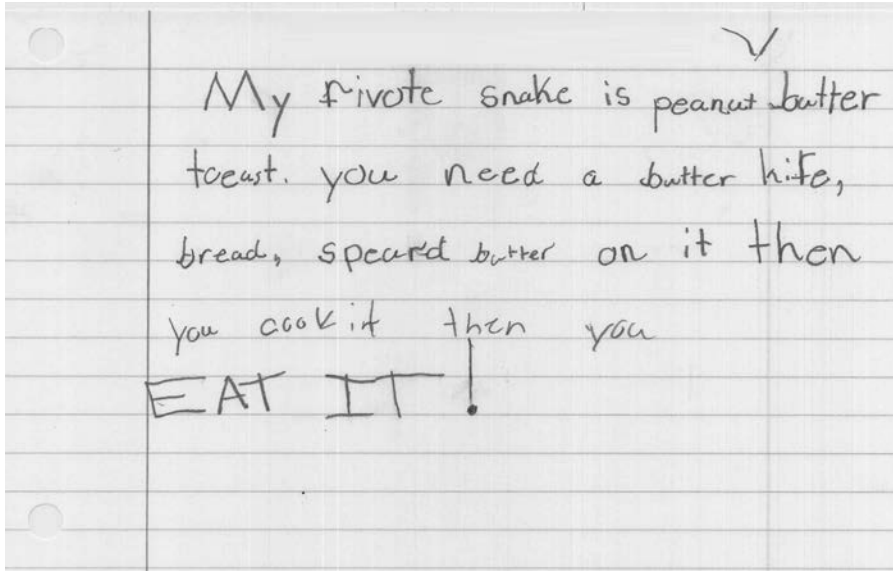 My fivote snake is peanut butter
toeast. you need a butter hife,
bread, speard butter on it then
you cook it then you
EAT IT!